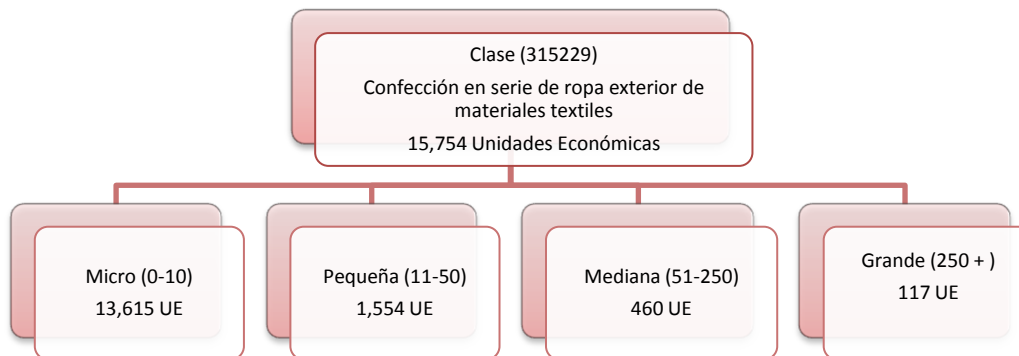 Clase (315229)
Confección en serie de ropa exterior de
materiales textiles
15,754 Unidades Económicas
Micro (0-10)
13,615 UE
Pequeña (11-50)
1,554 UE
Mediana (51-250)
460 UE
Grande (250 + )
117 UE